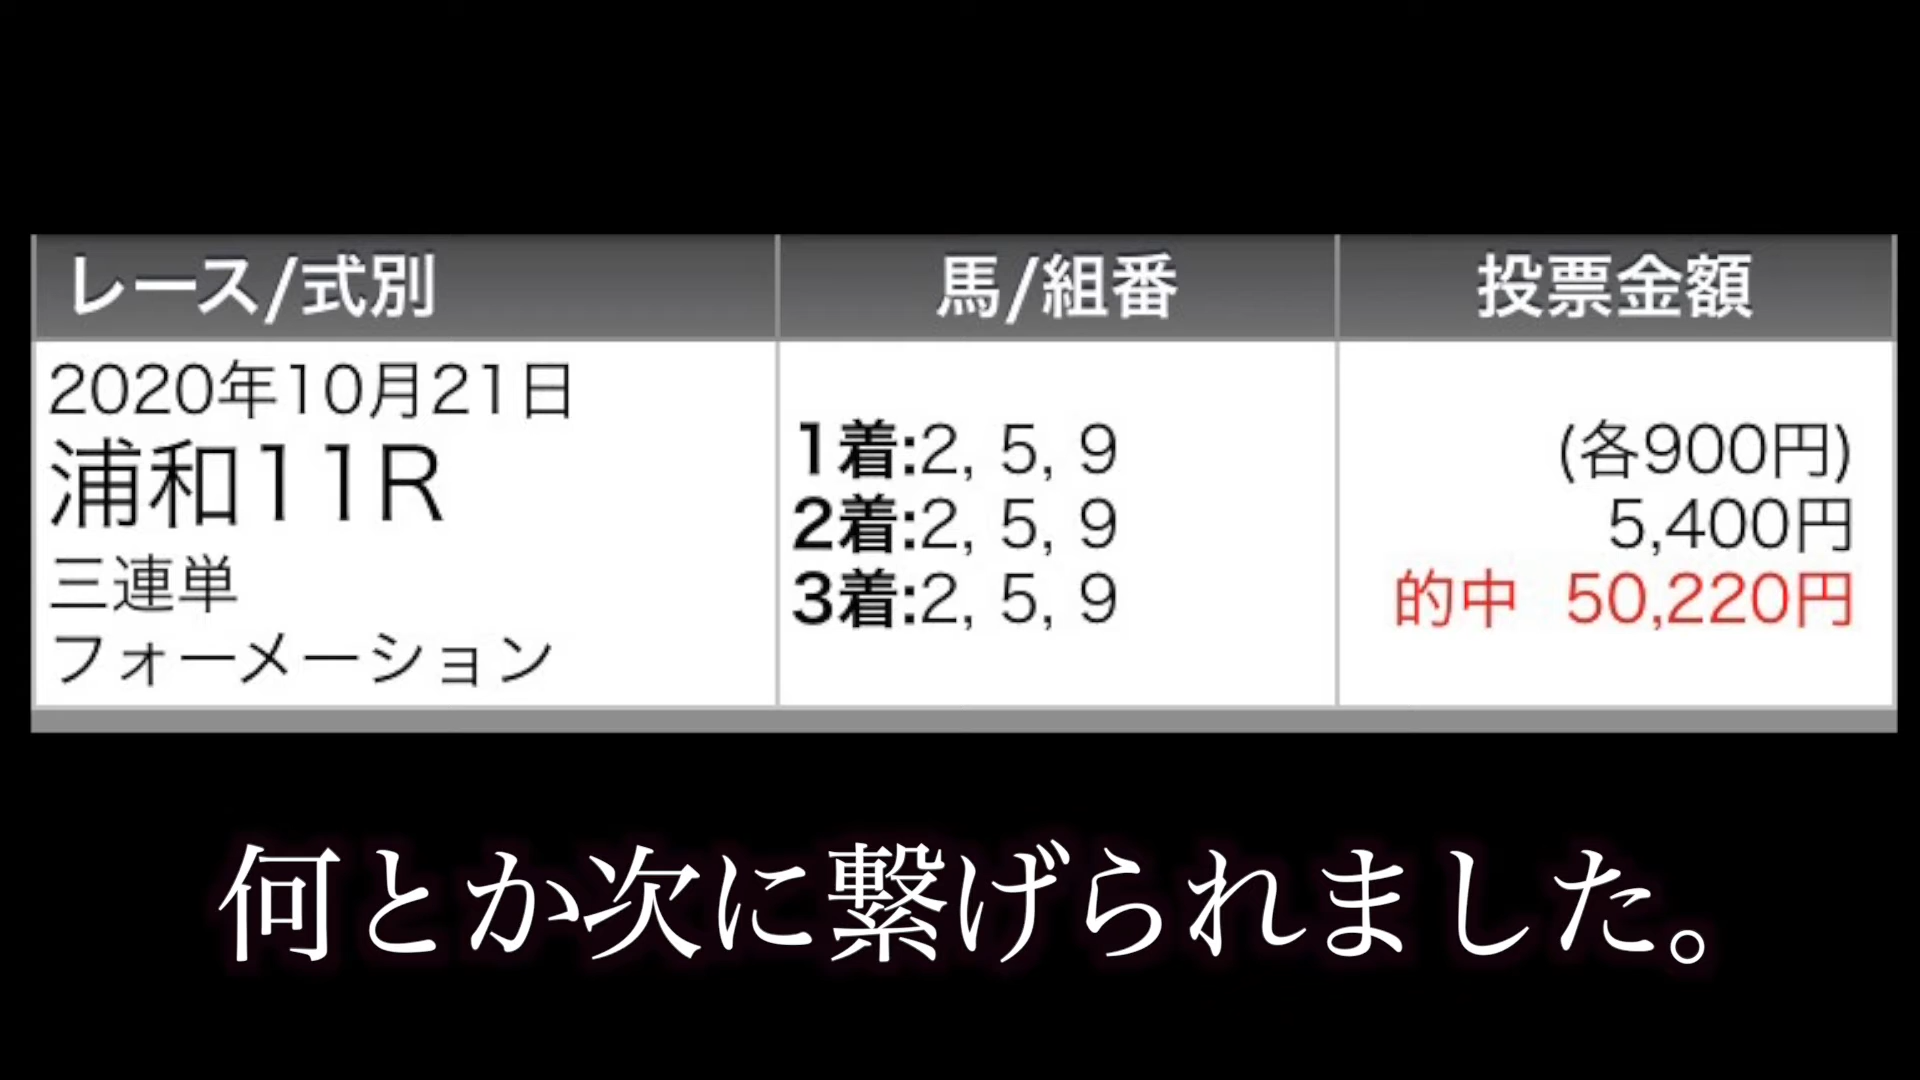 レース/式別 馬/組番 投票金額
2020年10月21日
浦和11R
三連単
フォーメーション
1着:2, 5, 9
2着:2, 5, 9
3着:2, 5, 9
(各900円)
5,400円
的中 50,220円
何とか次に繋げられました。